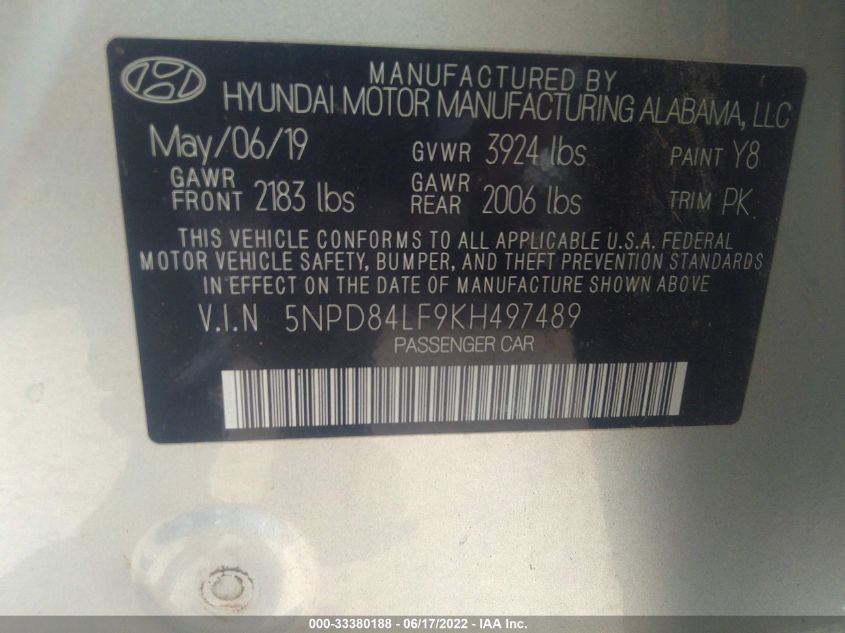 MANUFACTURED BY
HYUNDAI MOTOR MANUFACTURING ALABAMA, LLC
May/06/19 GVWR 3924 lbs PAINT Y8
GAWR FRONT 2183 lbs GAWR REAR 2006 lbs TRIM PK
THIS VEHICLE CONFORMS TO ALL APPLICABLE U.S.A. FEDERAL
MOTOR VEHICLE SAFETY, BUMPER, AND THEFT PREVENTION STANDARDS
IN EFFECT ON THE DATE OF MANUFACTURE SHOWN ABOVE
V.I.N 5NPD84LF9KH497489
PASSENGER CAR
000-33380188 - 06/17/2022 - IAA Inc.